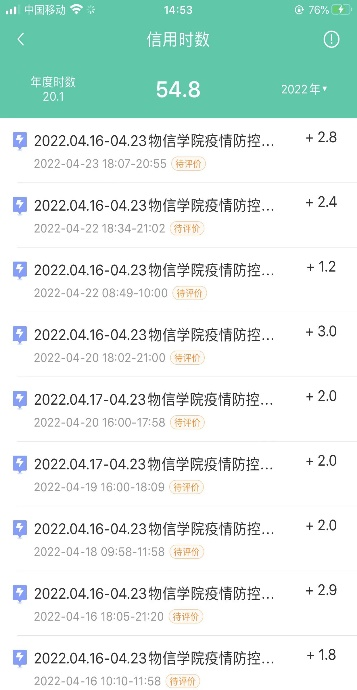 中国移动 14:53 76%
信用时数
年度时数
20.1
54.8
2022年
2022.04.16-04.23物信学院疫情防控... + 2.8
2022-04-23 18:07-20:55 待评价
2022.04.16-04.23物信学院疫情防控... + 2.4
2022-04-22 18:34-21:02 待评价
2022.04.16-04.23物信学院疫情防控... + 1.2
2022-04-22 08:49-10:00 待评价
2022.04.16-04.23物信学院疫情防控... + 3.0
2022-04-20 18:02-21:00 待评价
2022.04.17-04.23物信学院疫情防控... + 2.0
2022-04-20 16:00-17:58 待评价
2022.04.17-04.23物信学院疫情防控... + 2.0
2022-04-19 16:00-18:09 待评价
2022.04.16-04.23物信学院疫情防控... + 2.0
2022-04-18 09:58-11:58 待评价
2022.04.16-04.23物信学院疫情防控... + 2.9
2022-04-16 18:05-21:20 待评价
2022.04.16-04.23物信学院疫情防控... + 1.8
2022-04-16 10:10-11:58 待评价